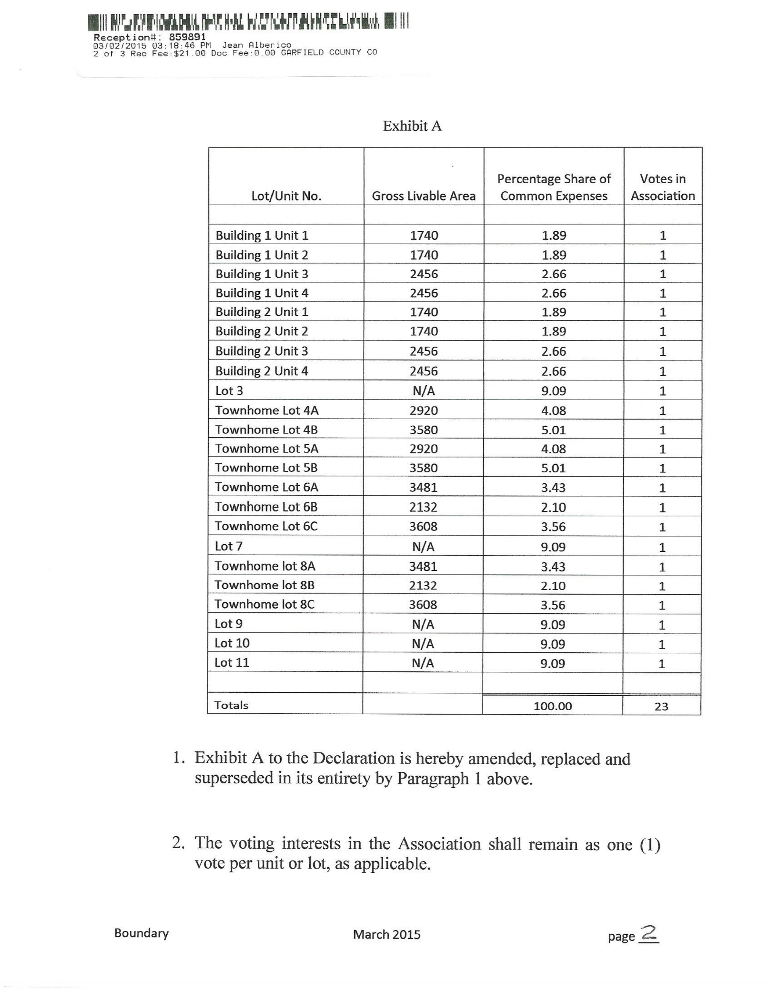 Reception#: 859891
03/02/2015 03:18:46 PM Jean Alberico
2 of 3 Rec Fee:$21.00 Doc Fee:0.00 GARFIELD COUNTY CO
Exhibit A
Lot/Unit No. Gross Livable Area Percentage Share of Common Expenses Votes in Association
Building 1 Unit 1 1740 1.89 1
Building 1 Unit 2 1740 1.89 1
Building 1 Unit 3 2456 2.66 1
Building 1 Unit 4 2456 2.66 1
Building 2 Unit 1 1740 1.89 1
Building 2 Unit 2 1740 1.89 1
Building 2 Unit 3 2456 2.66 1
Building 2 Unit 4 2456 2.66 1
Lot 3 N/A 9.09 1
Townhome Lot 4A 2920 4.08 1
Townhome Lot 4B 3580 5.01 1
Townhome Lot 5A 2920 4.08 1
Townhome Lot 5B 3580 5.01 1
Townhome Lot 6A 3481 3.43 1
Townhome Lot 6B 2132 2.10 1
Townhome Lot 6C 3608 3.56 1
Lot 7 N/A 9.09 1
Townhome lot 8A 3481 3.43 1
Townhome lot 8B 2132 2.10 1
Townhome lot 8C 3608 3.56 1
Lot 9 N/A 9.09 1
Lot 10 N/A 9.09 1
Lot 11 N/A 9.09 1
Totals 100.00 23
1. Exhibit A to the Declaration is hereby amended, replaced and
superseded in its entirety by Paragraph 1 above.
2. The voting interests in the Association shall remain as one (1)
vote per unit or lot, as applicable.
Boundary March 2015 page 2